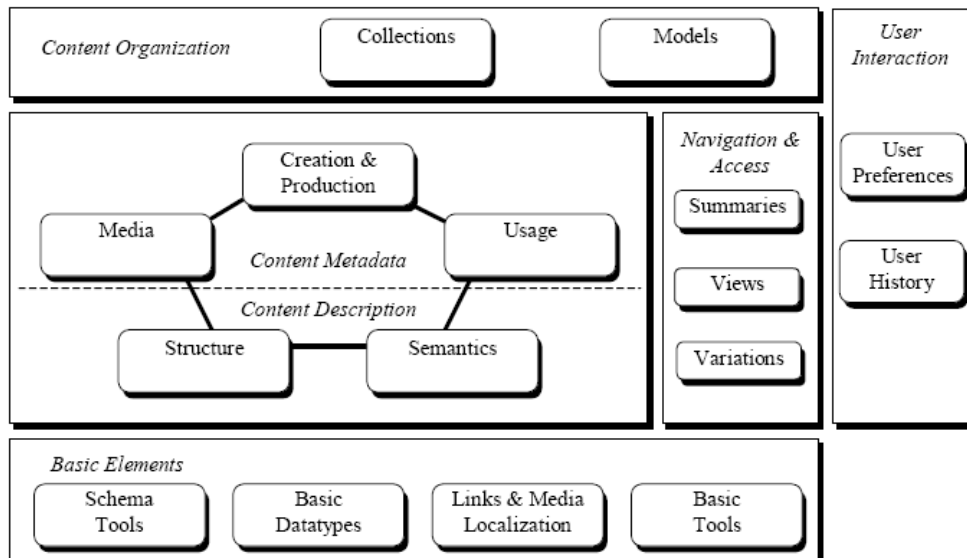 Content Organization
Collections
Models
User
Interaction
Creation &
Production
Media
Usage
Content Metadata
Content Description
Structure
Semantics
Navigation &
Access
Summaries
Views
Variations
User
Preferences
User
History
Basic Elements
Schema
Tools
Basic
Datatypes
Links & Media
Localization
Basic
Tools